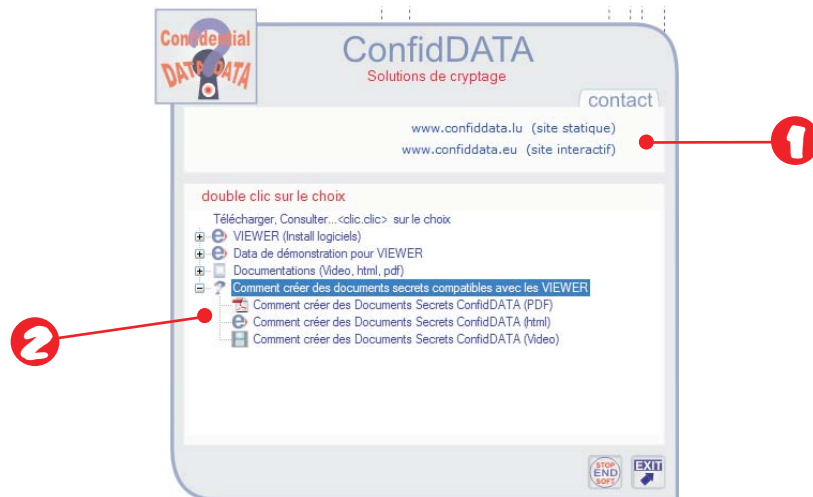 Confidential
DATA DATA
?
ConfidDATA
Solutions de cryptage
contact
www.confiddata.lu (site statique)
www.confiddata.eu (site interactif)
1
double clic sur le choix
Télécharger, Consulter...<clic.clic> sur le choix
VIEWER (Install logiciels)
Data de démonstration pour VIEWER
Documentations (Video, html, pdf)
? Comment créer des documents secrets compatibles avec les VIEWER
Comment créer des Documents Secrets ConfidDATA (PDF)
Comment créer des Documents Secrets ConfidDATA (html)
Comment créer des Documents Secrets ConfidDATA (Video)
2
STOP
END
SOFT
EXIT